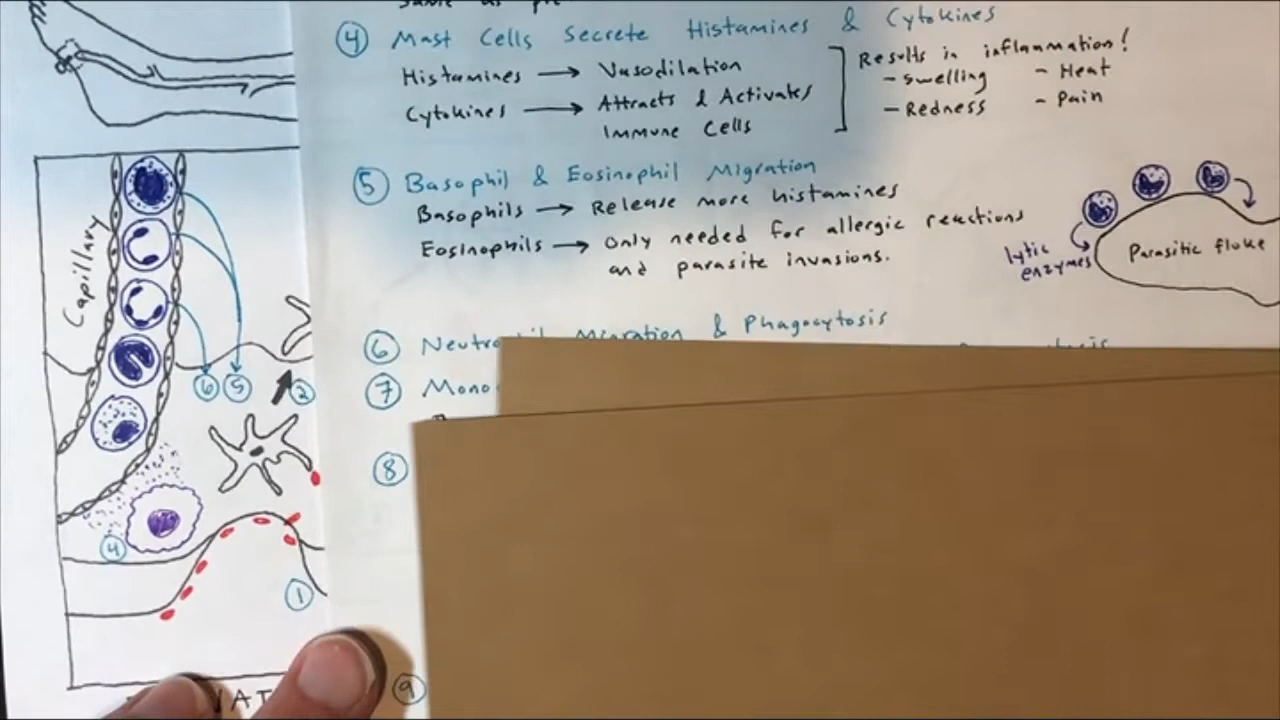 ④ Mast Cells Secrete Histamines & Cytokines
Histamines → Vasodilation
Cytokines → Attracts & Activates
Immune Cells
Results in inflammation!
- Swelling - Heat
- Redness - Pain
⑤ Basophil & Eosinophil Migration
Basophils → Release more histamines
Eosinophils → Only needed for allergic reactions
and parasite invasions.
lytic
enzymes
Parasitic fluke
⑥ Migration & Phagocytosis
⑦
⑧
⑨
Capillary
⑥ ⑤ ②
④
①